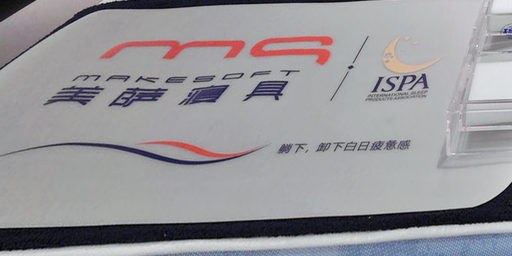 ms
MAKESOFT
美萨寝具
ISPA
INTERNATIONAL SLEEP
PRODUCTS ASSOCIATION
躺下，卸下白日疲惫感